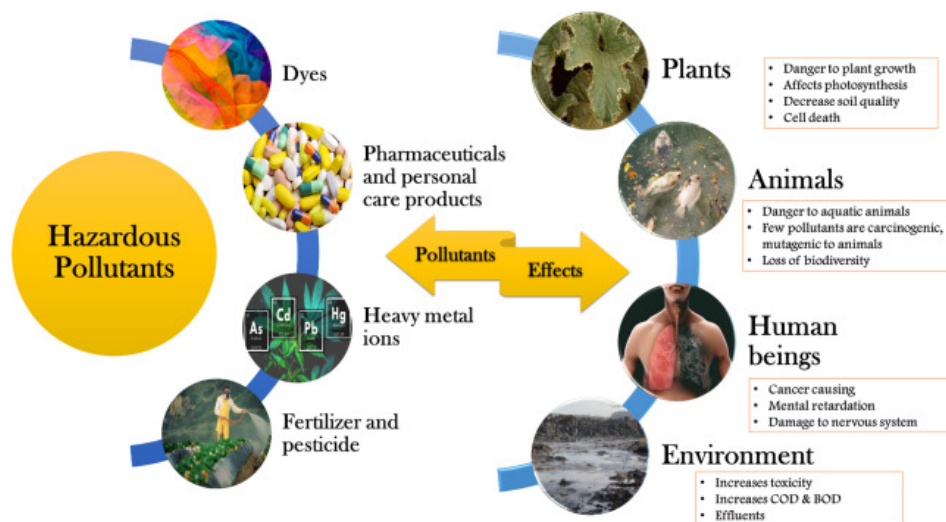 Hazardous
Pollutants
Dyes
Pharmaceuticals
and personal
care products
As
Cd
Pb
Hg
Heavy metal
ions
Fertilizer and
pesticide
Pollutants
Effects
Plants
• Danger to plant growth
• Affects photosynthesis
• Decrease soil quality
• Cell death
Animals
• Danger to aquatic animals
• Few pollutants are carcinogenic,
mutagenic to animals
• Loss of biodiversity
Human
beings
• Cancer causing
• Mental retardation
• Damage to nervous system
Environment
• Increases toxicity
• Increases COD & BOD
• Effluents